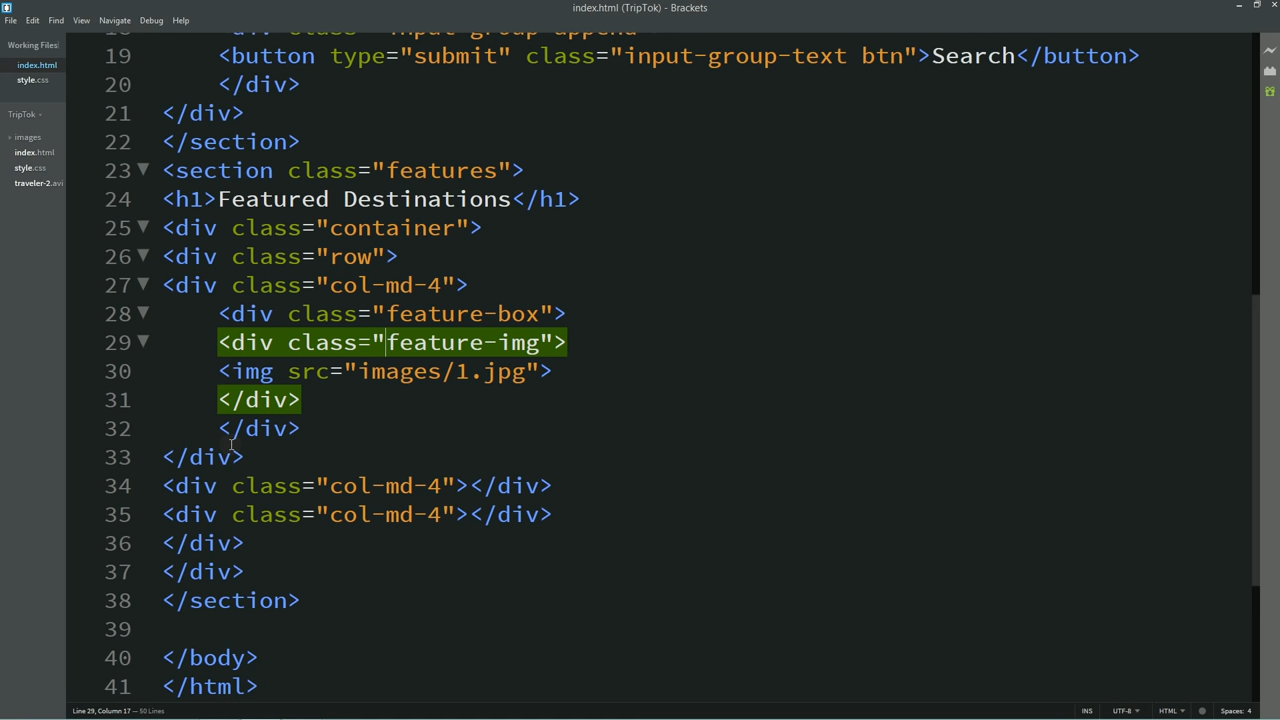 index.html (TripTok) - Brackets
File Edit Find View Navigate Debug Help
Working Files
index.html
style.css
TripTok
images
index.html
style.css
traveler-2.avi
19 <button type="submit" class="input-group-text btn">Search</button>
20 </div>
21 </div>
22 </section>
23 <section class="features">
24 <h1>Featured Destinations</h1>
25 <div class="container">
26 <div class="row">
27 <div class="col-md-4">
28 <div class="feature-box">
29 <div class="feature-img">
30 <img src="images/1.jpg">
31 </div>
32 </div>
33 </div>
34 <div class="col-md-4"></div>
35 <div class="col-md-4"></div>
36 </div>
37 </div>
38 </section>
39
40 </body>
41 </html>
Line 29, Column 17 — 50 Lines
INS UTF-8 HTML Spaces: 4